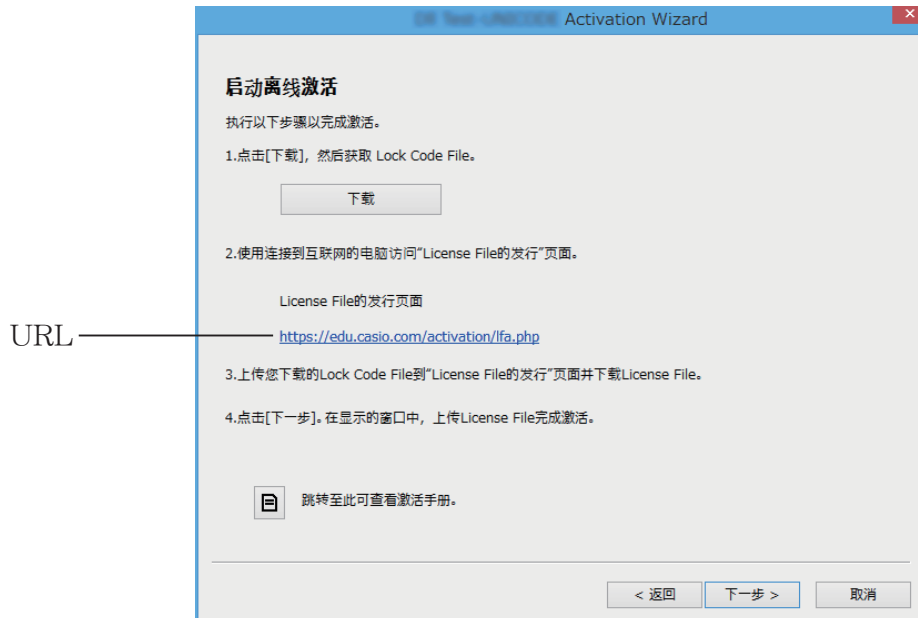 Activation Wizard
启动离线激活
执行以下步骤以完成激活。
1.点击[下载]，然后获取 Lock Code File。
下载
2.使用连接到互联网的电脑访问“License File的发行”页面。
License File的发行页面
URL
https://edu.casio.com/activation/lfa.php
3.上传您下载的Lock Code File到“License File的发行”页面并下载License File。
4.点击[下一步]。在显示的窗口中，上传License File完成激活。
跳转至此可查看激活手册。
< 返回
下一步 >
取消